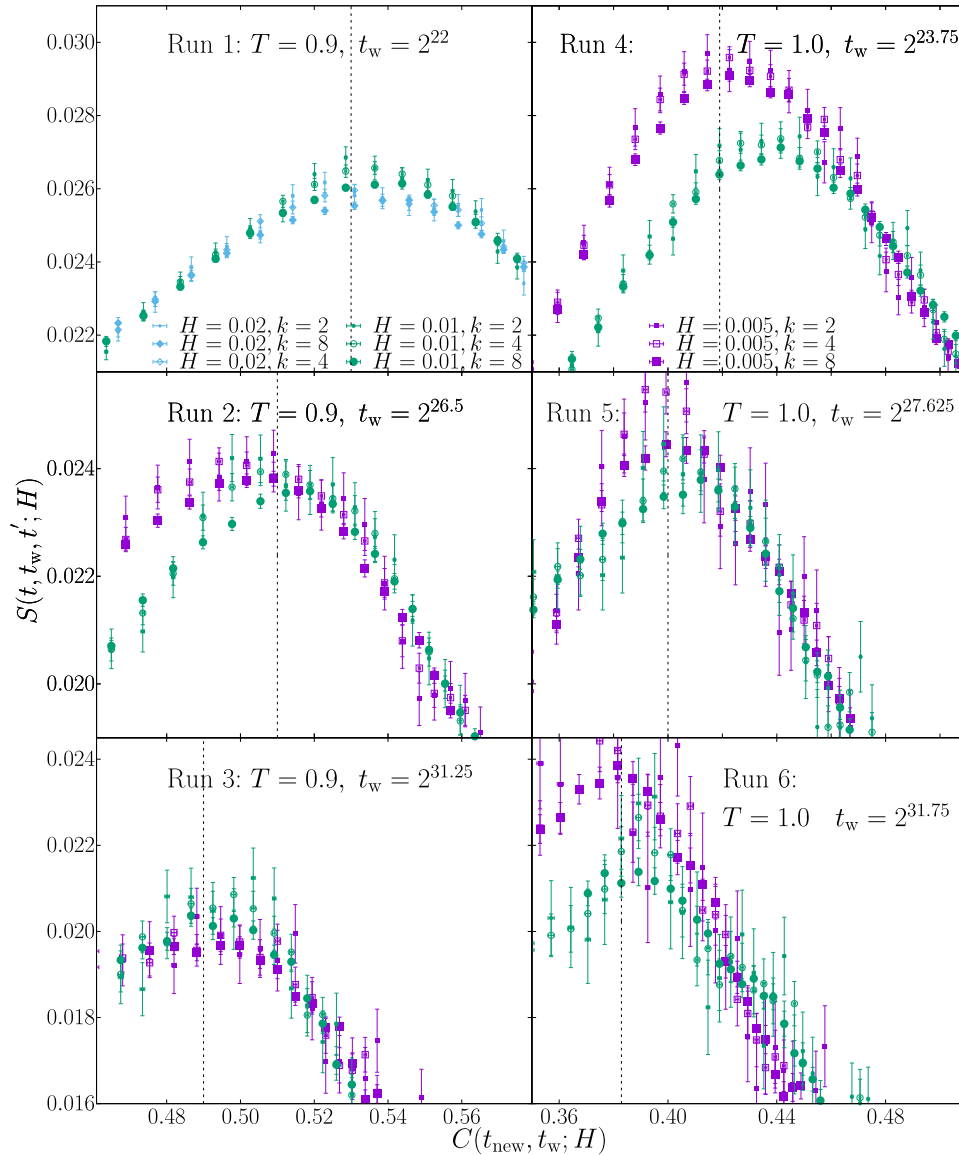 0.030
0.028
0.026
0.024
0.022
Run 1: T = 0.9, t_w = 2^22
H = 0.02, k = 2
H = 0.02, k = 8
H = 0.02, k = 4
H = 0.01, k = 2
H = 0.01, k = 4
H = 0.01, k = 8
Run 4: T = 1.0, t_w = 2^23.75
H = 0.005, k = 2
H = 0.005, k = 4
H = 0.005, k = 8
S(t, t_w, t'; H)
0.024
0.022
0.020
Run 2: T = 0.9, t_w = 2^26.5
Run 5: T = 1.0, t_w = 2^27.625
0.024
0.022
0.020
0.018
0.016
Run 3: T = 0.9, t_w = 2^31.25
Run 6:
T = 1.0 t_w = 2^31.75
0.48 0.50 0.52 0.54 0.56 0.36 0.40 0.44 0.48
C(t_new, t_w; H)